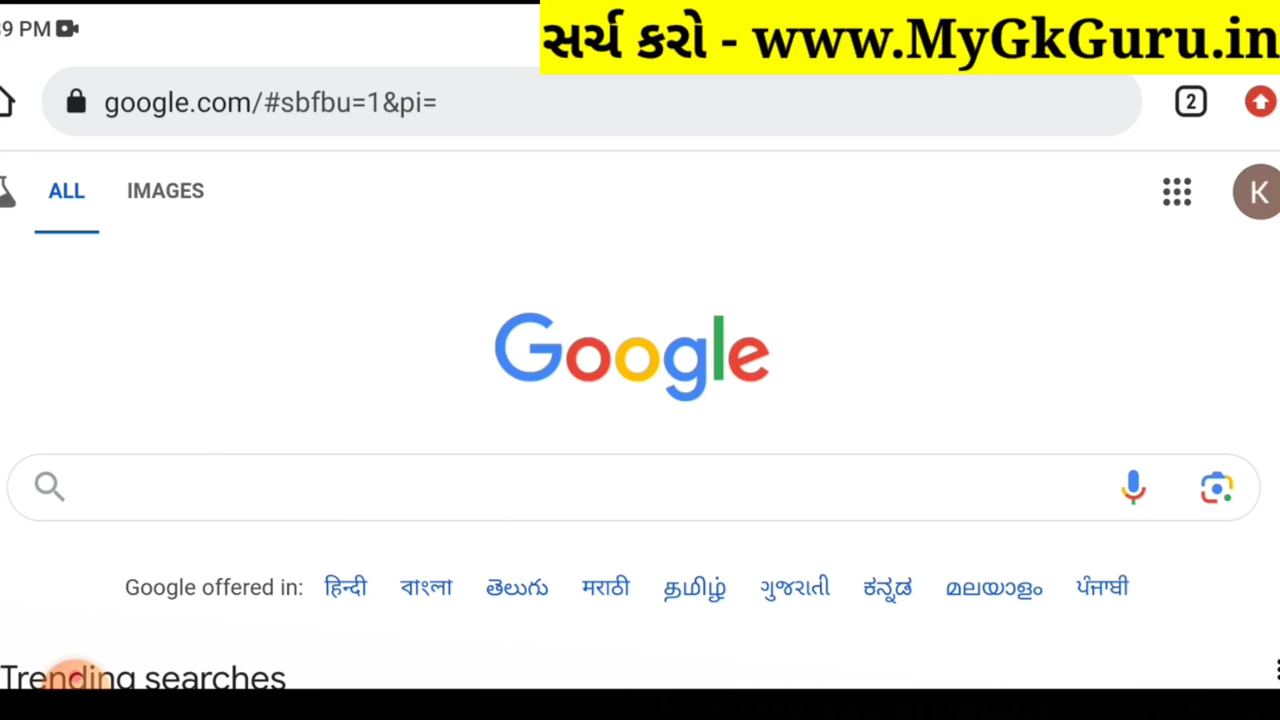 39 PM
સર્ચ કરો - www.MyGkGuru.in
google.com/#sbfbu=1&pi=
2
ALL IMAGES
K
Google
Google offered in: हिन्दी বাংলা తెలుగు मराठी தமிழ் ગુજરાતી ಕನ್ನಡ മലയാളം ਪੰਜਾਬੀ
Trending searches